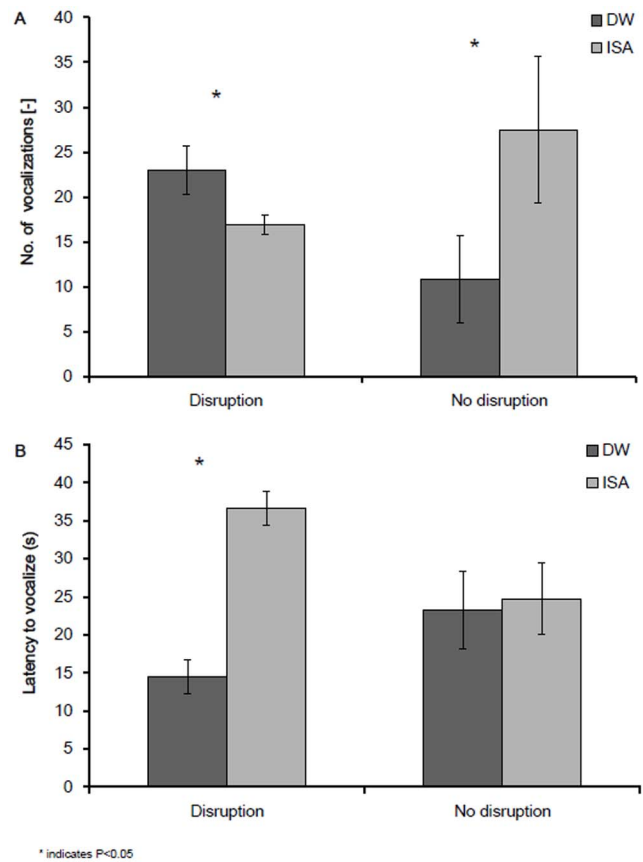 A
No. of vocalizations [-]
40
35
30
25
20
15
10
5
0
*
*
DW
ISA
Disruption
No disruption
B
Latency to vocalize (s)
45
40
35
30
25
20
15
10
5
0
*
DW
ISA
Disruption
No disruption
* indicates P<0.05